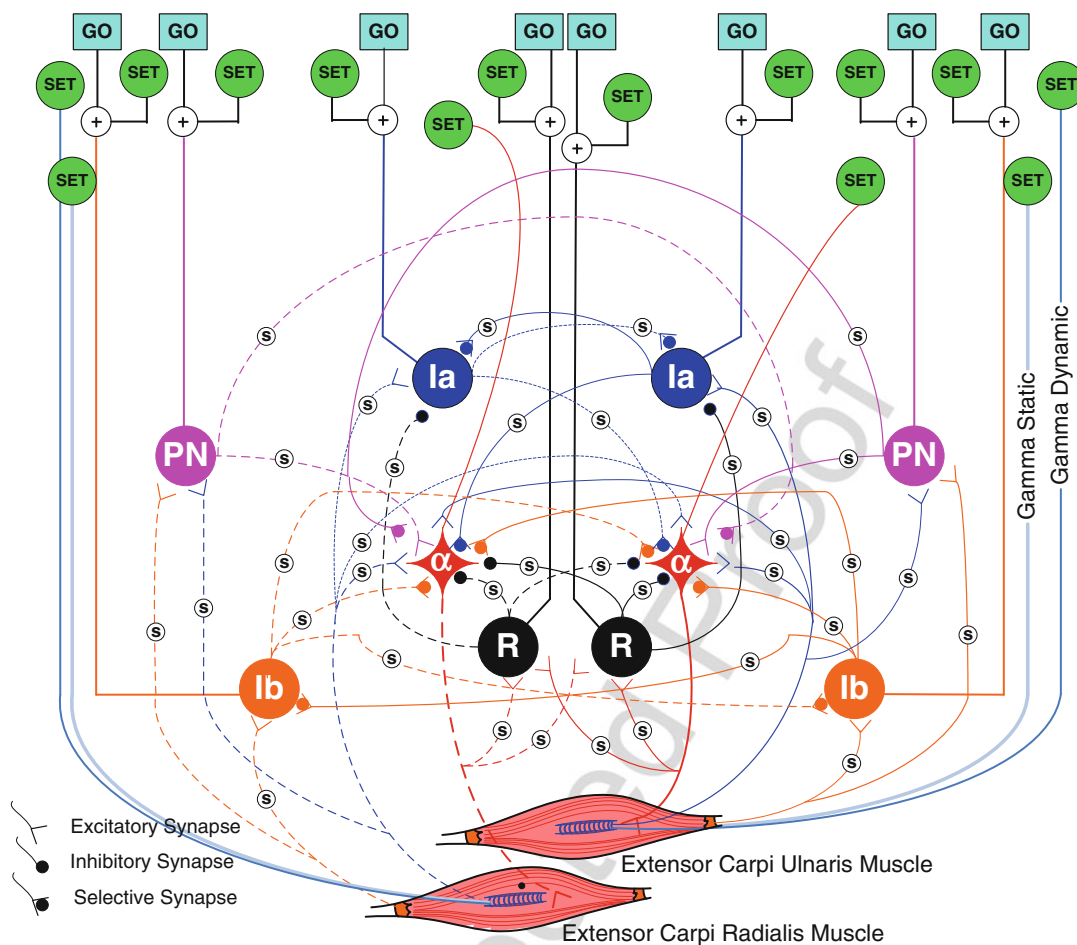 GO GO GO GO GO GO GO GO
SET SET SET SET SET SET SET SET SET SET
+ + + + + + + +
SET SET SET SET
s s s
Ia Ia
s s s s s
PN PN
s s s s
α α
s s s s s s s s
R R
s s s s s s
Ib Ib
s s s s s s
Gamma Static
Gamma Dynamic
ted Proof
Excitatory Synapse
Inhibitory Synapse
Selective Synapse
Extensor Carpi Ulnaris Muscle
Extensor Carpi Radialis Muscle